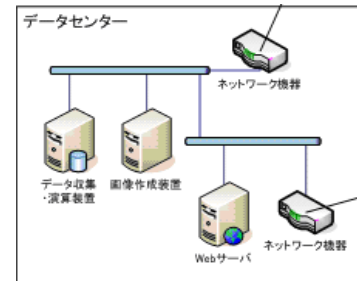 データセンター
ネットワーク機器
データ収集
・演算装置
画像作成装置
Webサーバ
ネットワーク機器